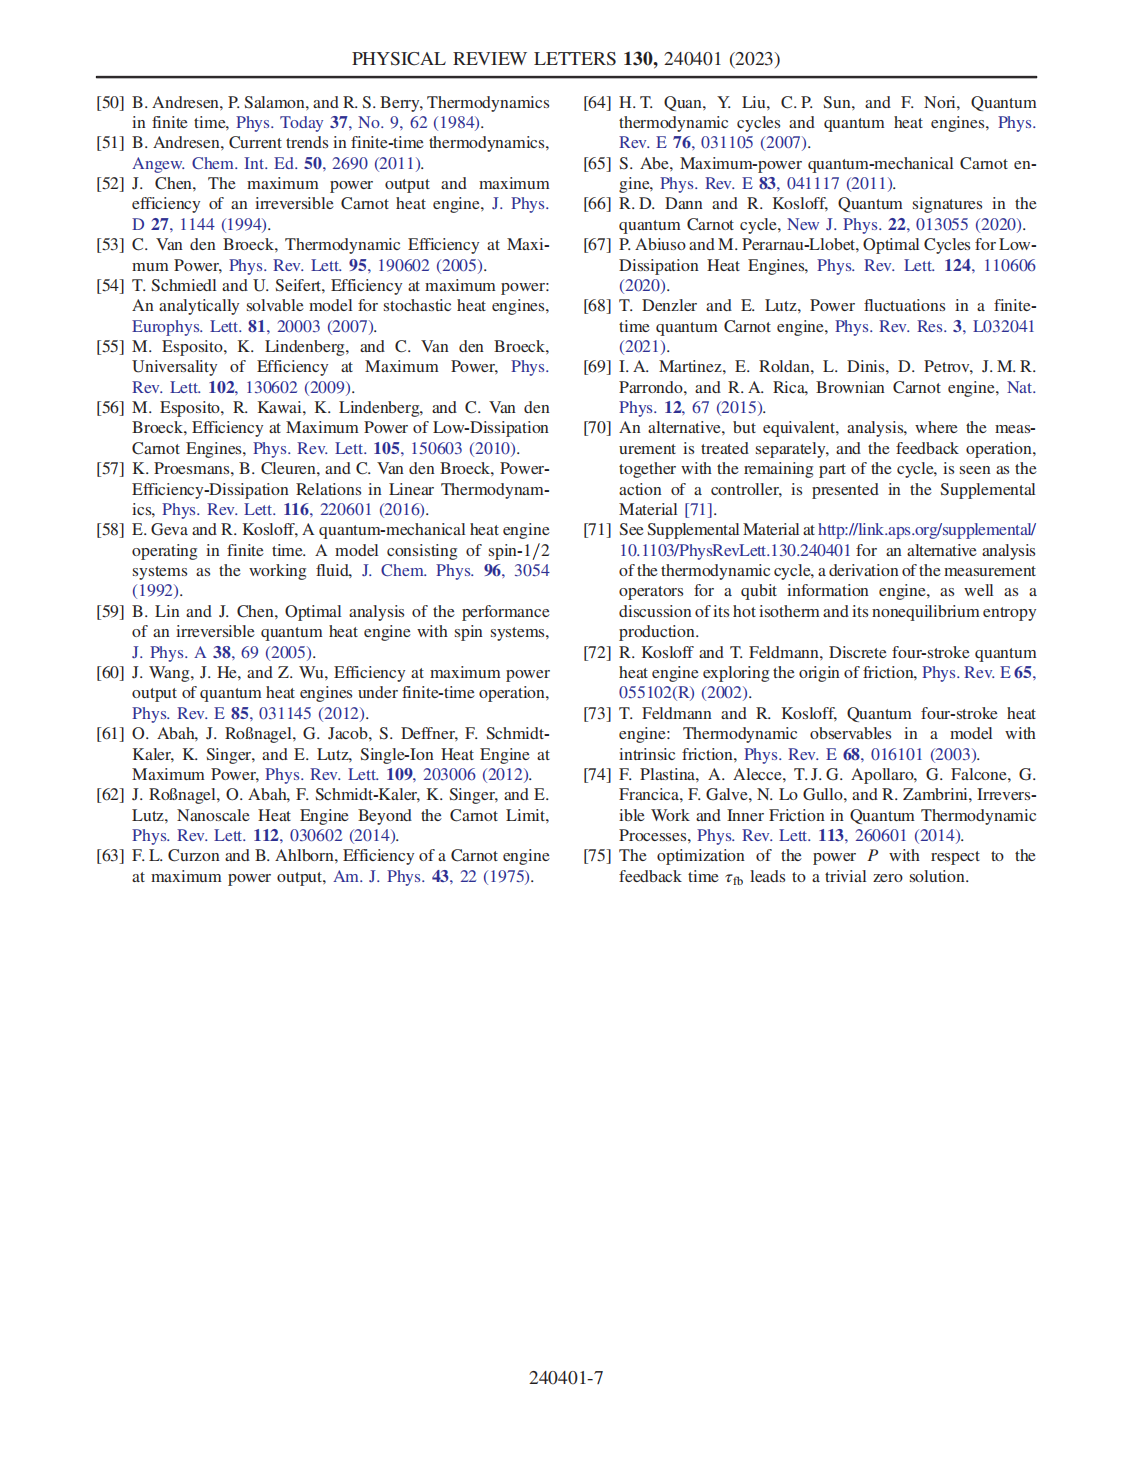 PHYSICAL REVIEW LETTERS 130, 240401 (2023)
[50] B. Andresen, P. Salamon, and R. S. Berry, Thermodynamics
in finite time, Phys. Today 37, No. 9, 62 (1984).
[51] B. Andresen, Current trends in finite-time thermodynamics,
Angew. Chem. Int. Ed. 50, 2690 (2011).
[52] J. Chen, The maximum power output and maximum
efficiency of an irreversible Carnot heat engine, J. Phys.
D 27, 1144 (1994).
[53] C. Van den Broeck, Thermodynamic Efficiency at Maxi-
mum Power, Phys. Rev. Lett. 95, 190602 (2005).
[54] T. Schmiedl and U. Seifert, Efficiency at maximum power:
An analytically solvable model for stochastic heat engines,
Europhys. Lett. 81, 20003 (2007).
[55] M. Esposito, K. Lindenberg, and C. Van den Broeck,
Universality of Efficiency at Maximum Power, Phys.
Rev. Lett. 102, 130602 (2009).
[56] M. Esposito, R. Kawai, K. Lindenberg, and C. Van den
Broeck, Efficiency at Maximum Power of Low-Dissipation
Carnot Engines, Phys. Rev. Lett. 105, 150603 (2010).
[57] K. Proesmans, B. Cleuren, and C. Van den Broeck, Power-
Efficiency-Dissipation Relations in Linear Thermodynam-
ics, Phys. Rev. Lett. 116, 220601 (2016).
[58] E. Geva and R. Kosloff, A quantum-mechanical heat engine
operating in finite time. A model consisting of spin-1/2
systems as the working fluid, J. Chem. Phys. 96, 3054
(1992).
[59] B. Lin and J. Chen, Optimal analysis of the performance
of an irreversible quantum heat engine with spin systems,
J. Phys. A 38, 69 (2005).
[60] J. Wang, J. He, and Z. Wu, Efficiency at maximum power
output of quantum heat engines under finite-time operation,
Phys. Rev. E 85, 031145 (2012).
[61] O. Abah, J. Roßnagel, G. Jacob, S. Deffner, F. Schmidt-
Kaler, K. Singer, and E. Lutz, Single-Ion Heat Engine at
Maximum Power, Phys. Rev. Lett. 109, 203006 (2012).
[62] J. Roßnagel, O. Abah, F. Schmidt-Kaler, K. Singer, and E.
Lutz, Nanoscale Heat Engine Beyond the Carnot Limit,
Phys. Rev. Lett. 112, 030602 (2014).
[63] F. L. Curzon and B. Ahlborn, Efficiency of a Carnot engine
at maximum power output, Am. J. Phys. 43, 22 (1975).
[64] H. T. Quan, Y. Liu, C. P. Sun, and F. Nori, Quantum
thermodynamic cycles and quantum heat engines, Phys.
Rev. E 76, 031105 (2007).
[65] S. Abe, Maximum-power quantum-mechanical Carnot en-
gine, Phys. Rev. E 83, 041117 (2011).
[66] R. D. Dann and R. Kosloff, Quantum signatures in the
quantum Carnot cycle, New J. Phys. 22, 013055 (2020).
[67] P. Abiuso and M. Perarnau-Llobet, Optimal Cycles for Low-
Dissipation Heat Engines, Phys. Rev. Lett. 124, 110606
(2020).
[68] T. Denzler and E. Lutz, Power fluctuations in a finite-
time quantum Carnot engine, Phys. Rev. Res. 3, L032041
(2021).
[69] I. A. Martinez, E. Roldan, L. Dinis, D. Petrov, J. M. R.
Parrondo, and R. A. Rica, Brownian Carnot engine, Nat.
Phys. 12, 67 (2015).
[70] An alternative, but equivalent, analysis, where the meas-
urement is treated separately, and the feedback operation,
together with the remaining part of the cycle, is seen as the
action of a controller, is presented in the Supplemental
Material [71].
[71] See Supplemental Material at http://link.aps.org/supplemental/
10.1103/PhysRevLett.130.240401 for an alternative analysis
of the thermodynamic cycle, a derivation of the measurement
operators for a qubit information engine, as well as a
discussion of its hot isotherm and its nonequilibrium entropy
production.
[72] R. Kosloff and T. Feldmann, Discrete four-stroke quantum
heat engine exploring the origin of friction, Phys. Rev. E 65,
055102(R) (2002).
[73] T. Feldmann and R. Kosloff, Quantum four-stroke heat
engine: Thermodynamic observables in a model with
intrinsic friction, Phys. Rev. E 68, 016101 (2003).
[74] F. Plastina, A. Alecce, T. J. G. Apollaro, G. Falcone, G.
Francica, F. Galve, N. Lo Gullo, and R. Zambrini, Irrevers-
ible Work and Inner Friction in Quantum Thermodynamic
Processes, Phys. Rev. Lett. 113, 260601 (2014).
[75] The optimization of the power P with respect to the
feedback time τfb leads to a trivial zero solution.
240401-7